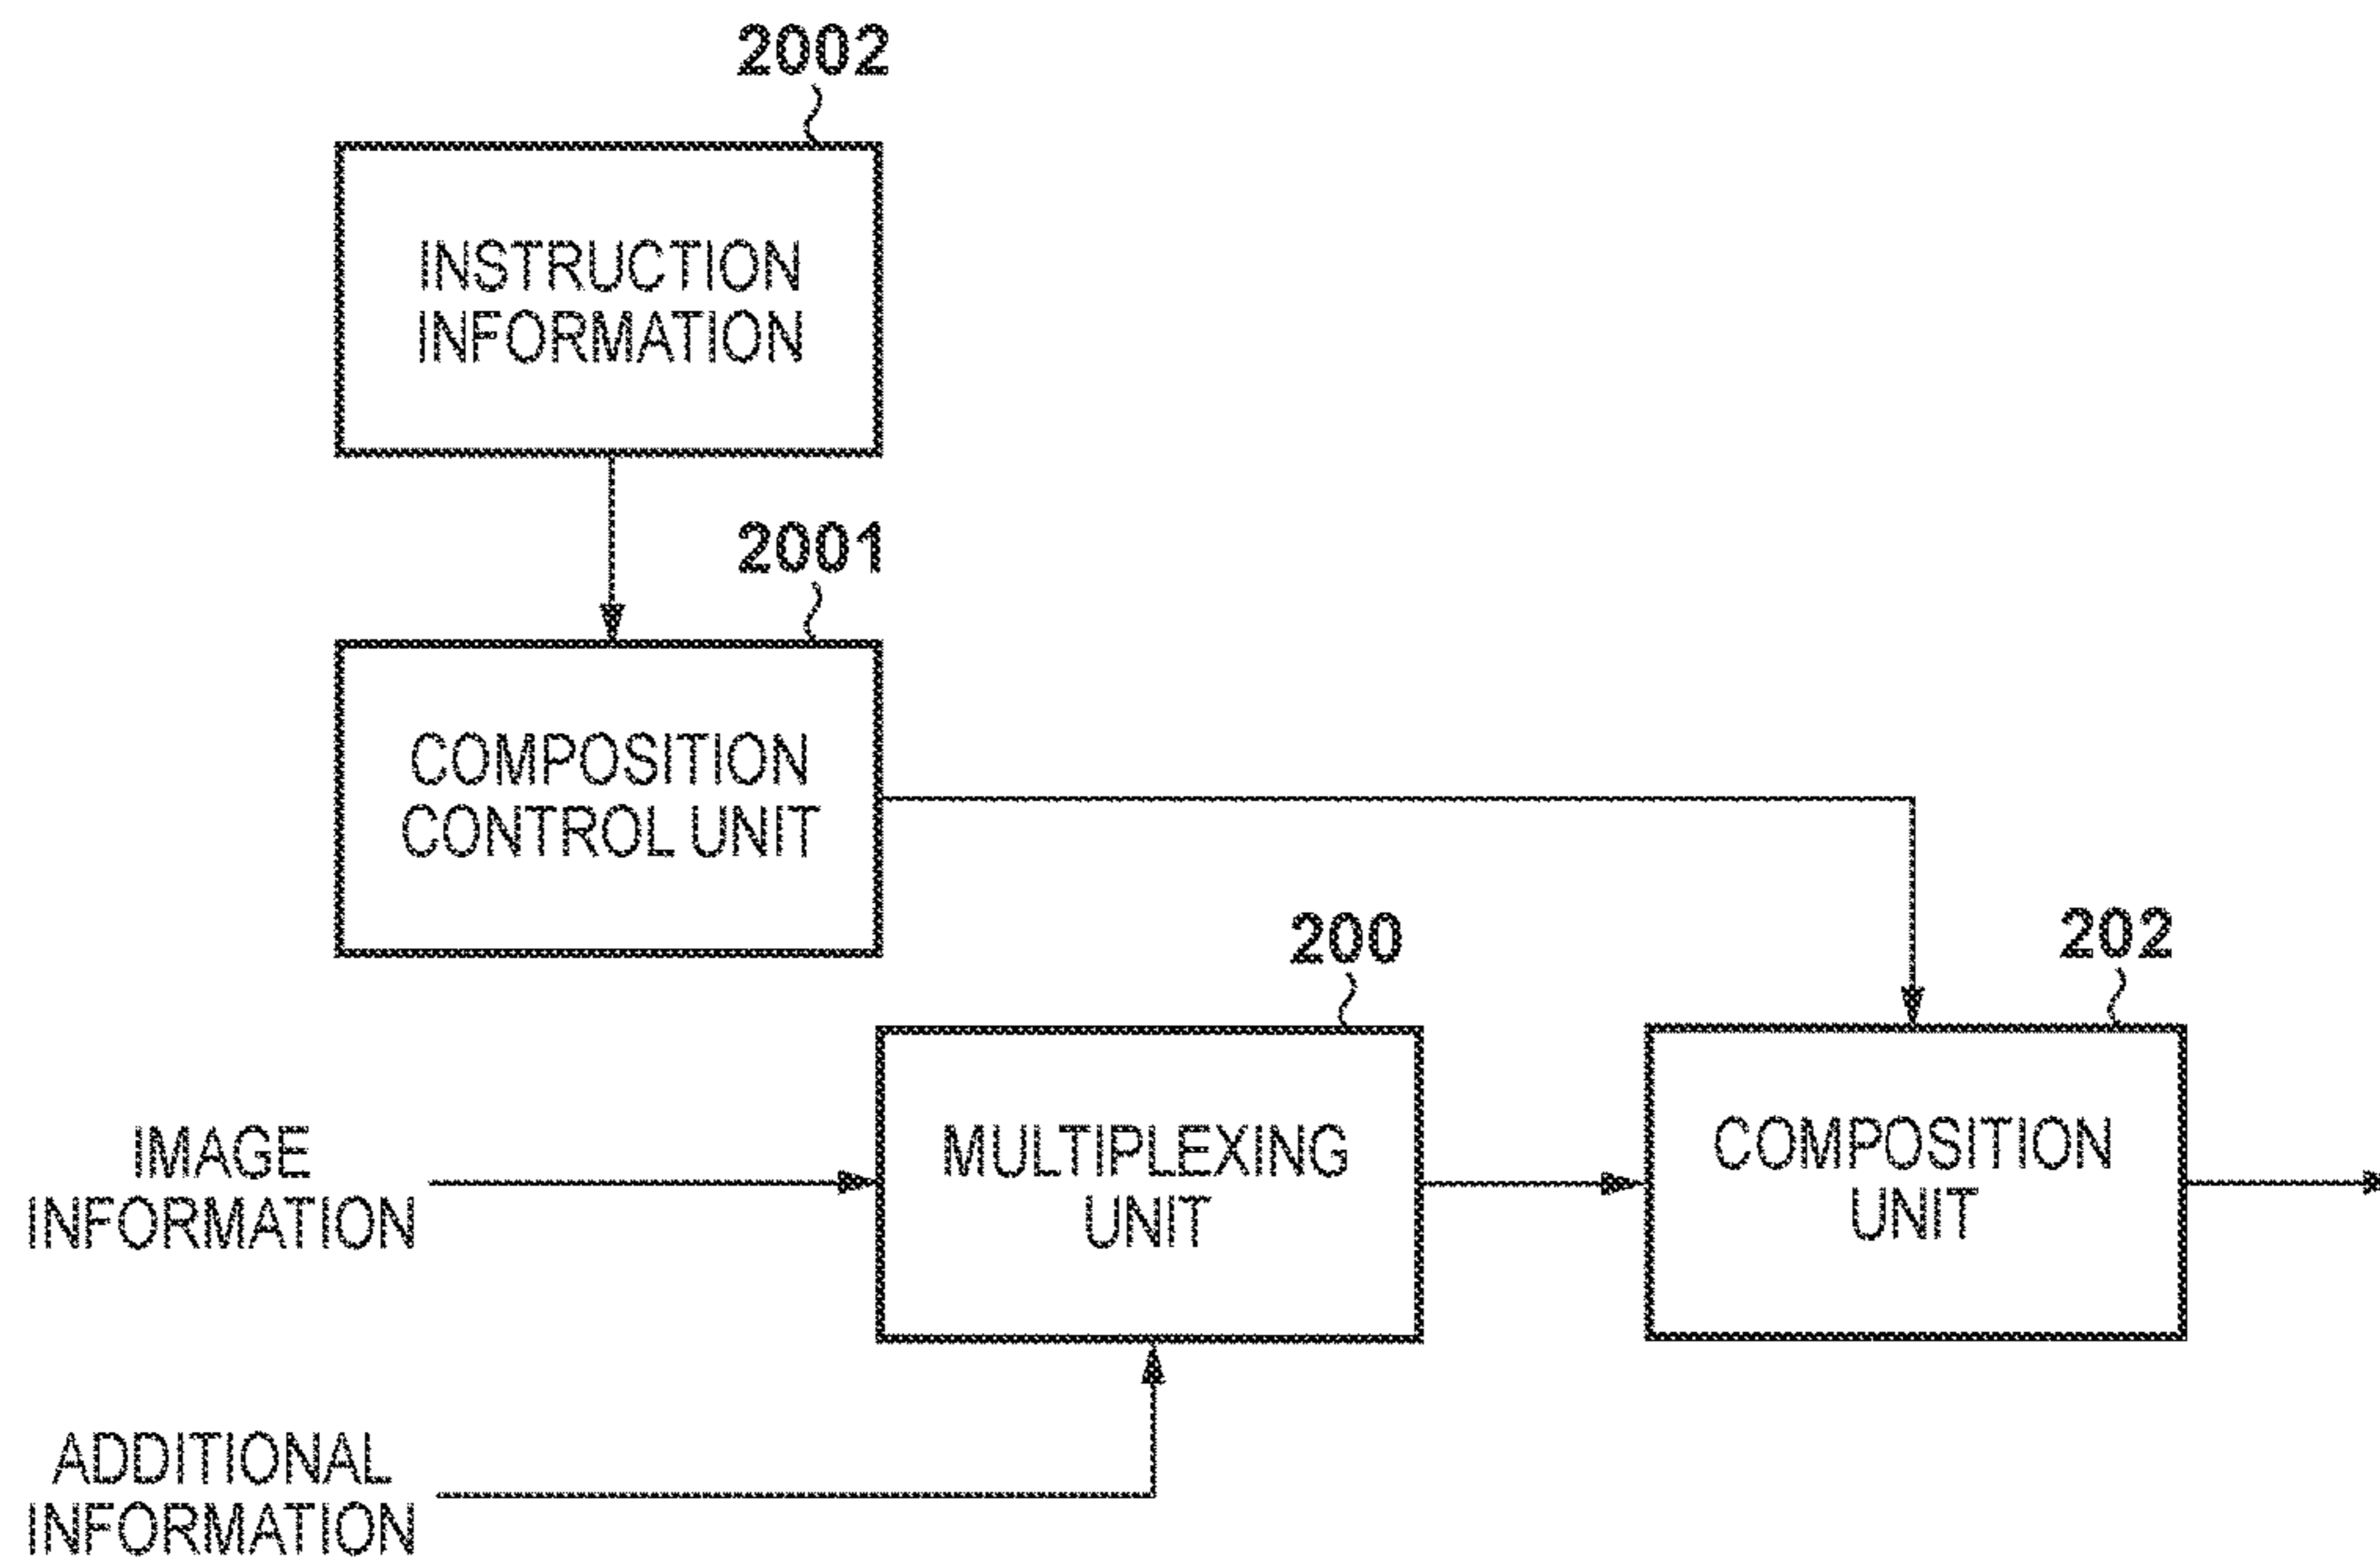 2002
INSTRUCTION
INFORMATION
2001
COMPOSITION
CONTROL UNIT
200
202
IMAGE
INFORMATION
MULTIPLEXING
UNIT
COMPOSITION
UNIT
ADDITIONAL
INFORMATION